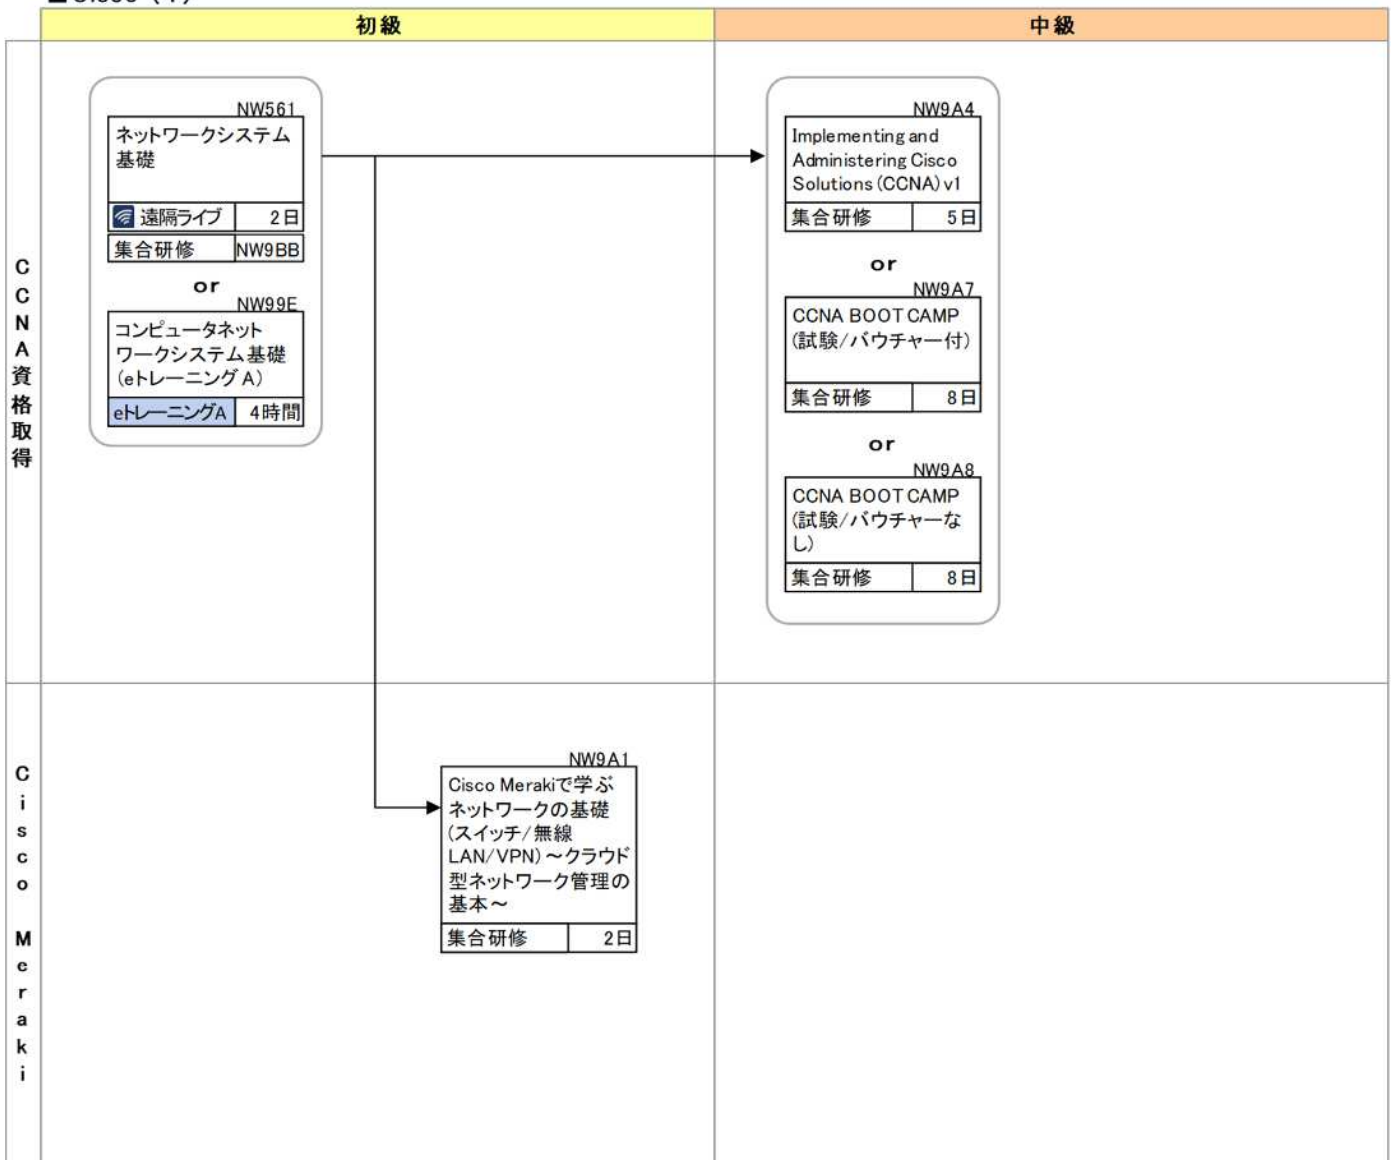 初級
中級
CCNA資格取得
NW561
ネットワークシステム
基礎
遠隔ライブ 2日
集合研修 NW9BB
or
NW99E
コンピュータネット
ワークシステム基礎
(eトレーニングA)
eトレーニングA 4時間
NW9A4
Implementing and
Administering Cisco
Solutions(CCNA)v1
集合研修 5日
or
NW9A7
CCNA BOOT CAMP
(試験/バウチャー付)
集合研修 8日
or
NW9A8
CCNA BOOT CAMP
(試験/バウチャーな
し)
集合研修 8日
Cisco Meraki
NW9A1
Cisco Merakiで学ぶ
ネットワークの基礎
(スイッチ/無線
LAN/VPN)～クラウド
型ネットワーク管理の
基本～
集合研修 2日